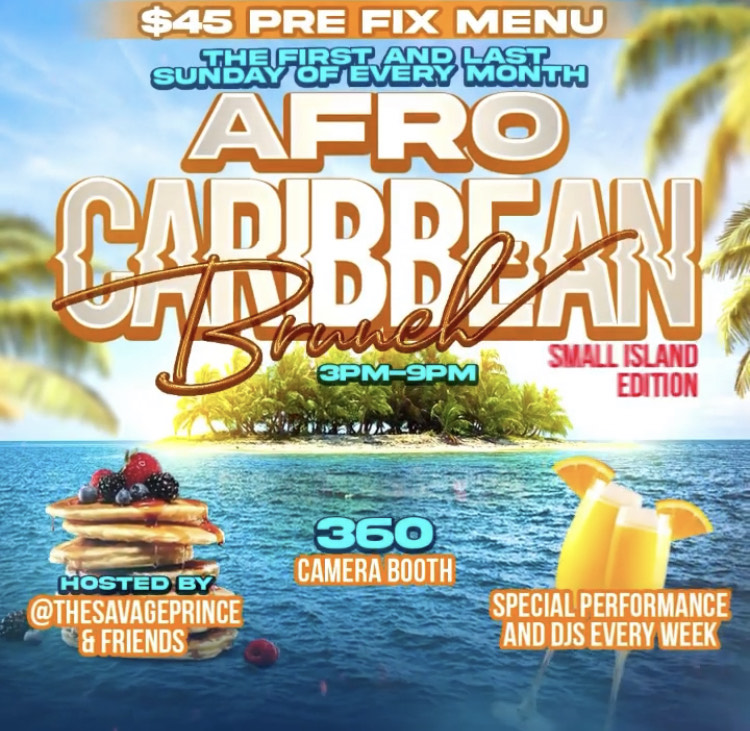 $45 PRE FIX MENU
THE FIRST AND LAST
SUNDAY OF EVERY MONTH
AFRO
CARIBBEAN
Brunch
3PM-9PM
SMALL ISLAND
EDITION
360
CAMERA BOOTH
HOSTED BY
@THESAVAGEPRINCE
& FRIENDS
SPECIAL PERFORMANCE
AND DJS EVERY WEEK